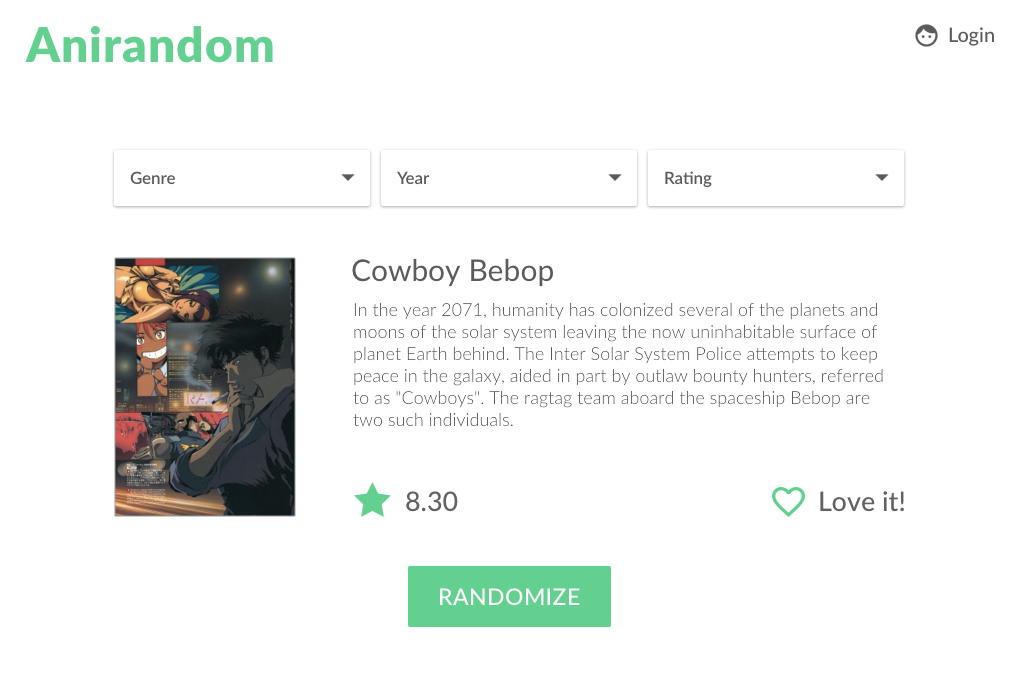 Anirandom
Login
Genre
Year
Rating
Cowboy Bebop
In the year 2071, humanity has colonized several of the planets and
moons of the solar system leaving the now uninhabitable surface of
planet Earth behind. The Inter Solar System Police attempts to keep
peace in the galaxy, aided in part by outlaw bounty hunters, referred
to as "Cowboys". The ragtag team aboard the spaceship Bebop are
two such individuals.
8.30
Love it!
RANDOMIZE